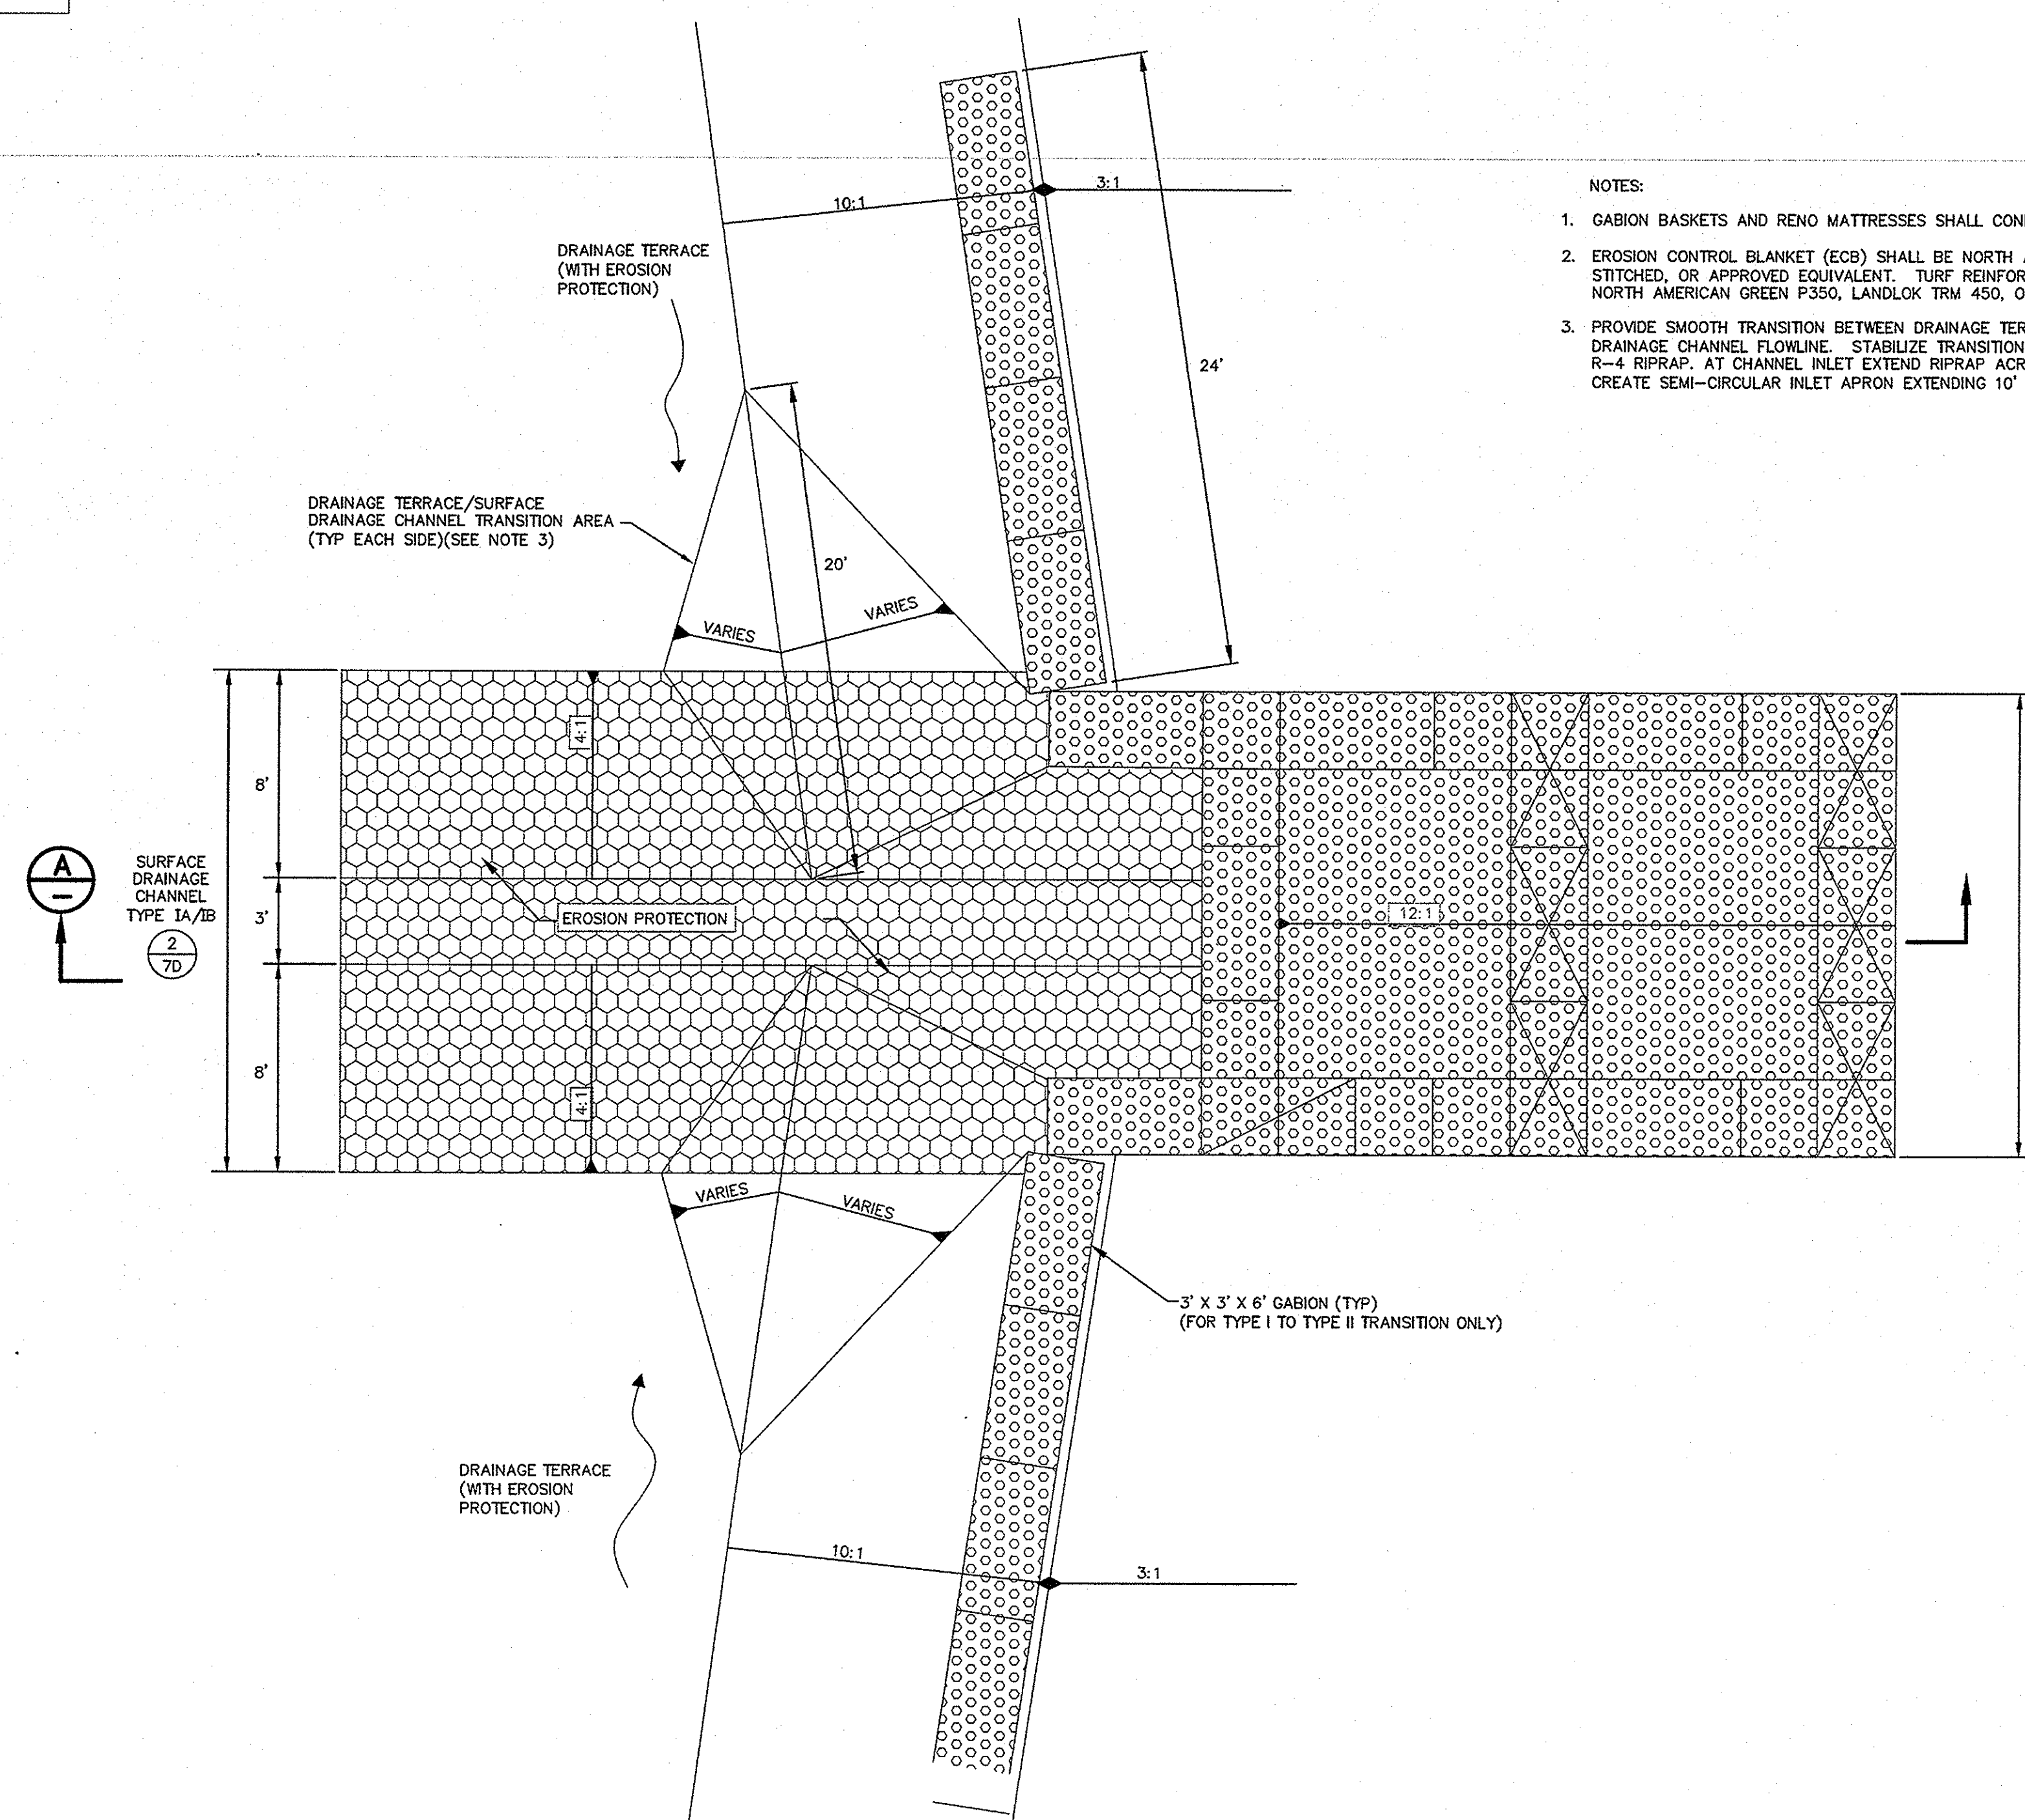 NOTES:
1. GABION BASKETS AND RENO MATTRESSES SHALL CON
2. EROSION CONTROL BLANKET (ECB) SHALL BE NORTH
STITCHED, OR APPROVED EQUIVALENT. TURF REINFOR
NORTH AMERICAN GREEN P350, LANDLOK TRM 450, O
3. PROVIDE SMOOTH TRANSITION BETWEEN DRAINAGE TER
DRAINAGE CHANNEL FLOWLINE. STABILIZE TRANSITION
R-4 RIPRAP. AT CHANNEL INLET EXTEND RIPRAP ACR
CREATE SEMI-CIRCULAR INLET APRON EXTENDING 10'
10:1
3:1
DRAINAGE TERRACE
(WITH EROSION
PROTECTION)
24'
DRAINAGE TERRACE/SURFACE
DRAINAGE CHANNEL TRANSITION AREA
(TYP EACH SIDE)(SEE NOTE 3)
20'
VARIES
VARIES
4:1
8'
A
-
SURFACE
DRAINAGE
CHANNEL
TYPE IA/IB
2
7D
3'
EROSION PROTECTION
12:1
8'
4:1
VARIES
VARIES
3' X 3' X 6' GABION (TYP)
(FOR TYPE I TO TYPE II TRANSITION ONLY)
DRAINAGE TERRACE
(WITH EROSION
PROTECTION)
10:1
3:1